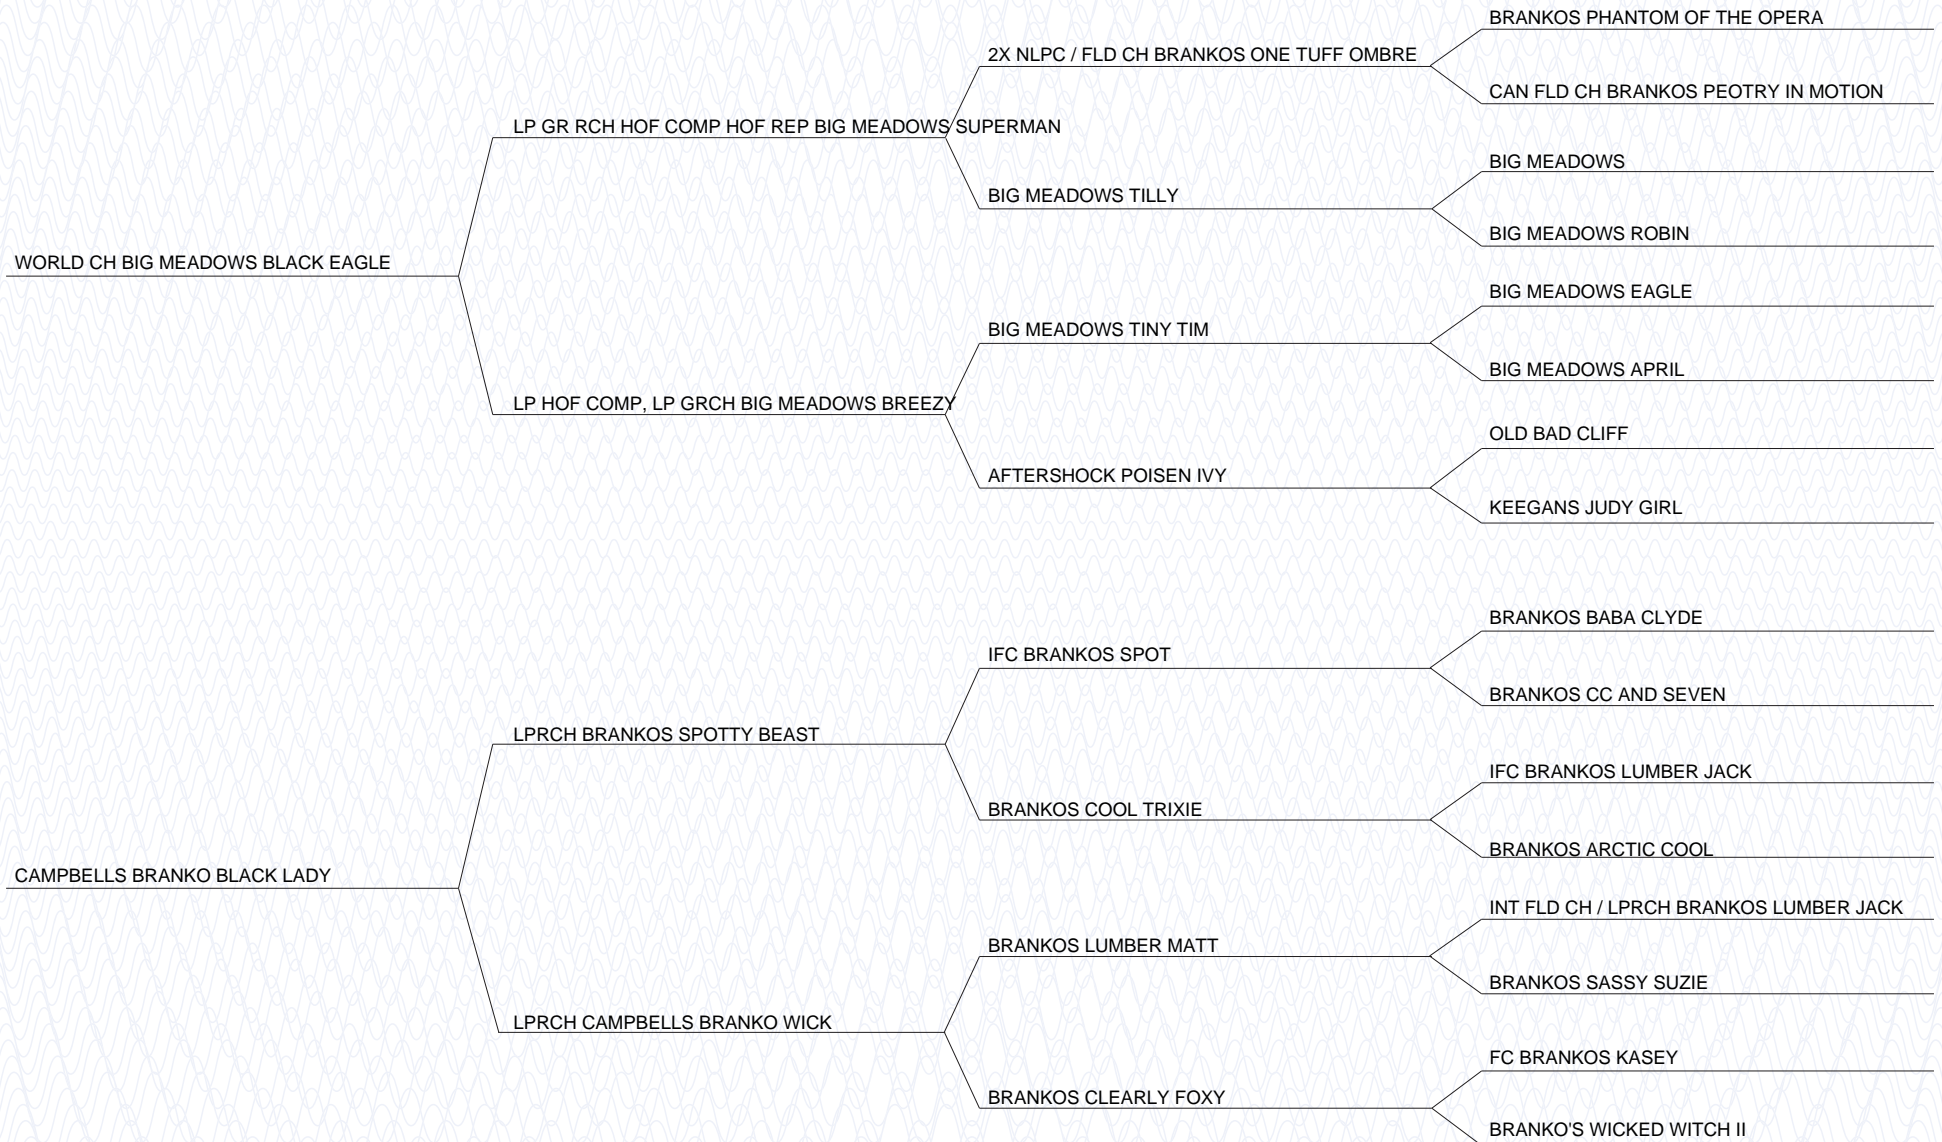 BRANKOS PHANTOM OF THE OPERA
2X NLPC / FLD CH BRANKOS ONE TUFF OMBRE
CAN FLD CH BRANKOS PEOTRY IN MOTION
LP GR RCH HOF COMP HOF REP BIG MEADOWS SUPERMAN
BIG MEADOWS
BIG MEADOWS TILLY
BIG MEADOWS ROBIN
WORLD CH BIG MEADOWS BLACK EAGLE
BIG MEADOWS EAGLE
BIG MEADOWS TINY TIM
BIG MEADOWS APRIL
LP HOF COMP, LP GRCH BIG MEADOWS BREEZY
OLD BAD CLIFF
AFTERSHOCK POISEN IVY
KEEGANS JUDY GIRL
BRANKOS BABA CLYDE
IFC BRANKOS SPOT
BRANKOS CC AND SEVEN
LPRCH BRANKOS SPOTTY BEAST
IFC BRANKOS LUMBER JACK
BRANKOS COOL TRIXIE
BRANKOS ARCTIC COOL
CAMPBELLS BRANKO BLACK LADY
INT FLD CH / LPRCH BRANKOS LUMBER JACK
BRANKOS LUMBER MATT
BRANKOS SASSY SUZIE
LPRCH CAMPBELLS BRANKO WICK
FC BRANKOS KASEY
BRANKOS CLEARLY FOXY
BRANKO'S WICKED WITCH II